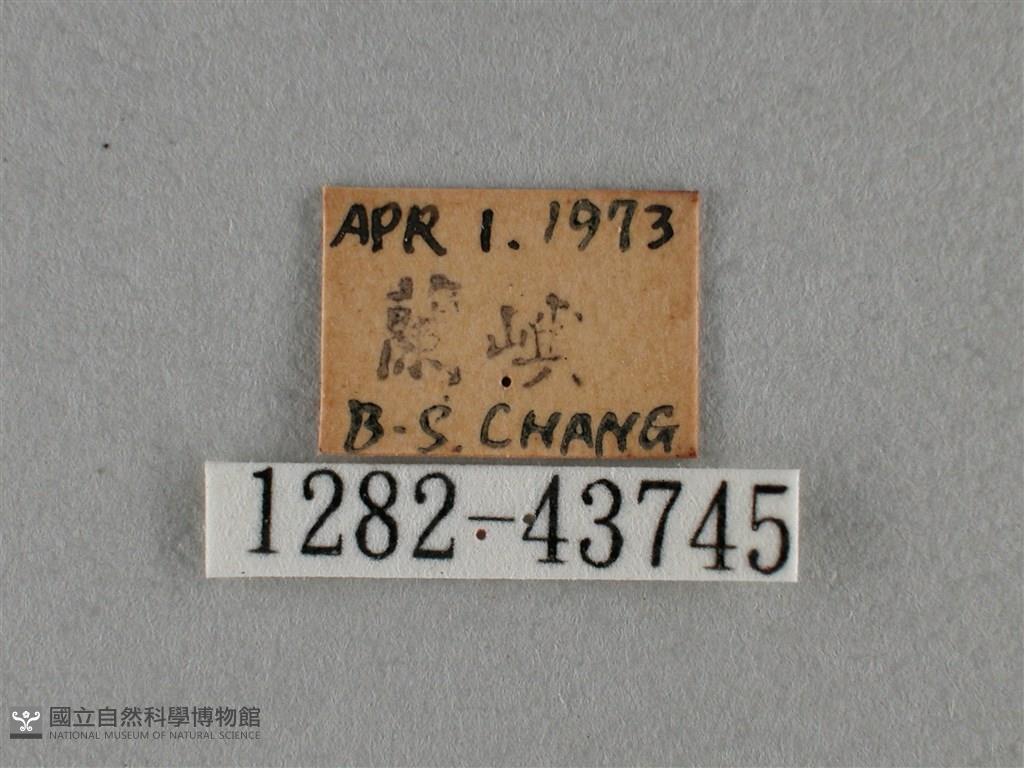 APR 1. 1973
蘭嶼
B-S. CHANG
1282-43745
國立自然科學博物館
NATIONAL MUSEUM OF NATURAL SCIENCE